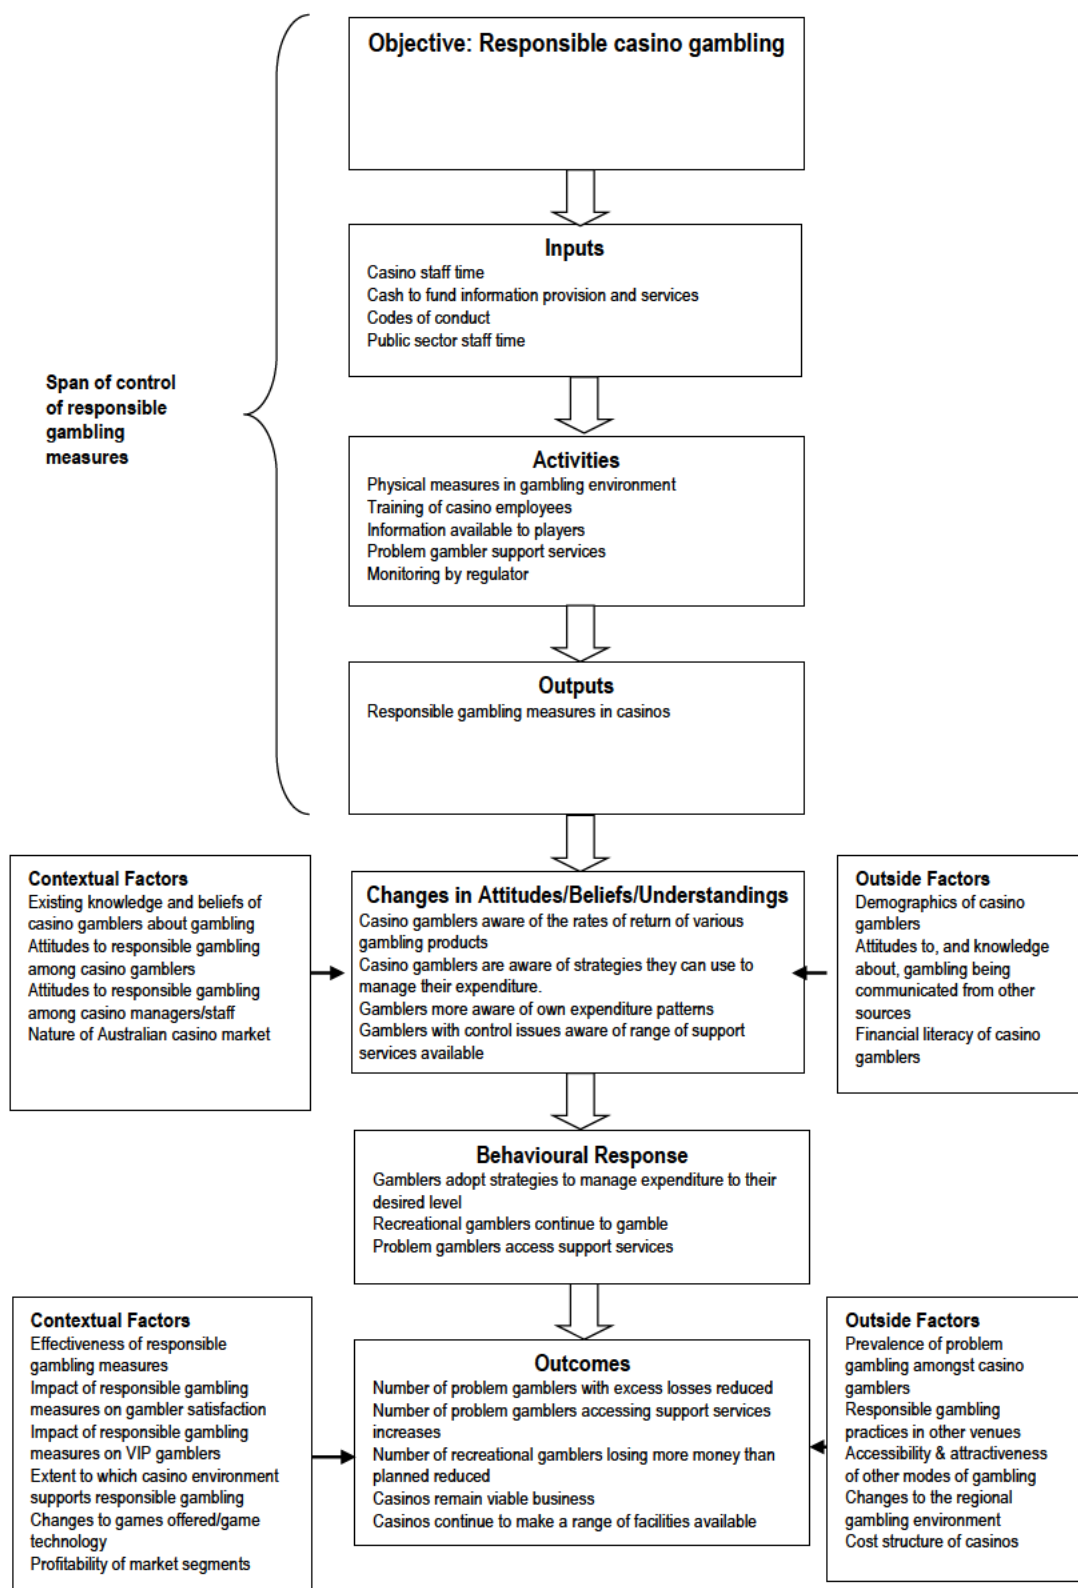 Objective: Responsible casino gambling
Inputs
Casino staff time
Cash to fund information provision and services
Codes of conduct
Public sector staff time
Span of control
of responsible
gambling
measures
Activities
Physical measures in gambling environment
Training of casino employees
Information available to players
Problem gambler support services
Monitoring by regulator
Outputs
Responsible gambling measures in casinos
Contextual Factors
Existing knowledge and beliefs of
casino gamblers about gambling
Attitudes to responsible gambling
among casino gamblers
Attitudes to responsible gambling
among casino managers/staff
Nature of Australian casino market
Changes in Attitudes/Beliefs/Understandings
Casino gamblers aware of the rates of return of various
gambling products
Casino gamblers are aware of strategies they can use to
manage their expenditure.
Gamblers more aware of own expenditure patterns
Gamblers with control issues aware of range of support
services available
Outside Factors
Demographics of casino
gamblers
Attitudes to, and knowledge
about, gambling being
communicated from other
sources
Financial literacy of casino
gamblers
Behavioural Response
Gamblers adopt strategies to manage expenditure to their
desired level
Recreational gamblers continue to gamble
Problem gamblers access support services
Contextual Factors
Effectiveness of responsible
gambling measures
Impact of responsible gambling
measures on gambler satisfaction
Impact of responsible gambling
measures on VIP gamblers
Extent to which casino environment
supports responsible gambling
Changes to games offered/game
technology
Profitability of market segments
Outcomes
Number of problem gamblers with excess losses reduced
Number of problem gamblers accessing support services
increases
Number of recreational gamblers losing more money than
planned reduced
Casinos remain viable business
Casinos continue to make a range of facilities available
Outside Factors
Prevalence of problem
gambling amongst casino
gamblers
Responsible gambling
practices in other venues
Accessibility & attractiveness
of other modes of gambling
Changes to the regional
gambling environment
Cost structure of casinos